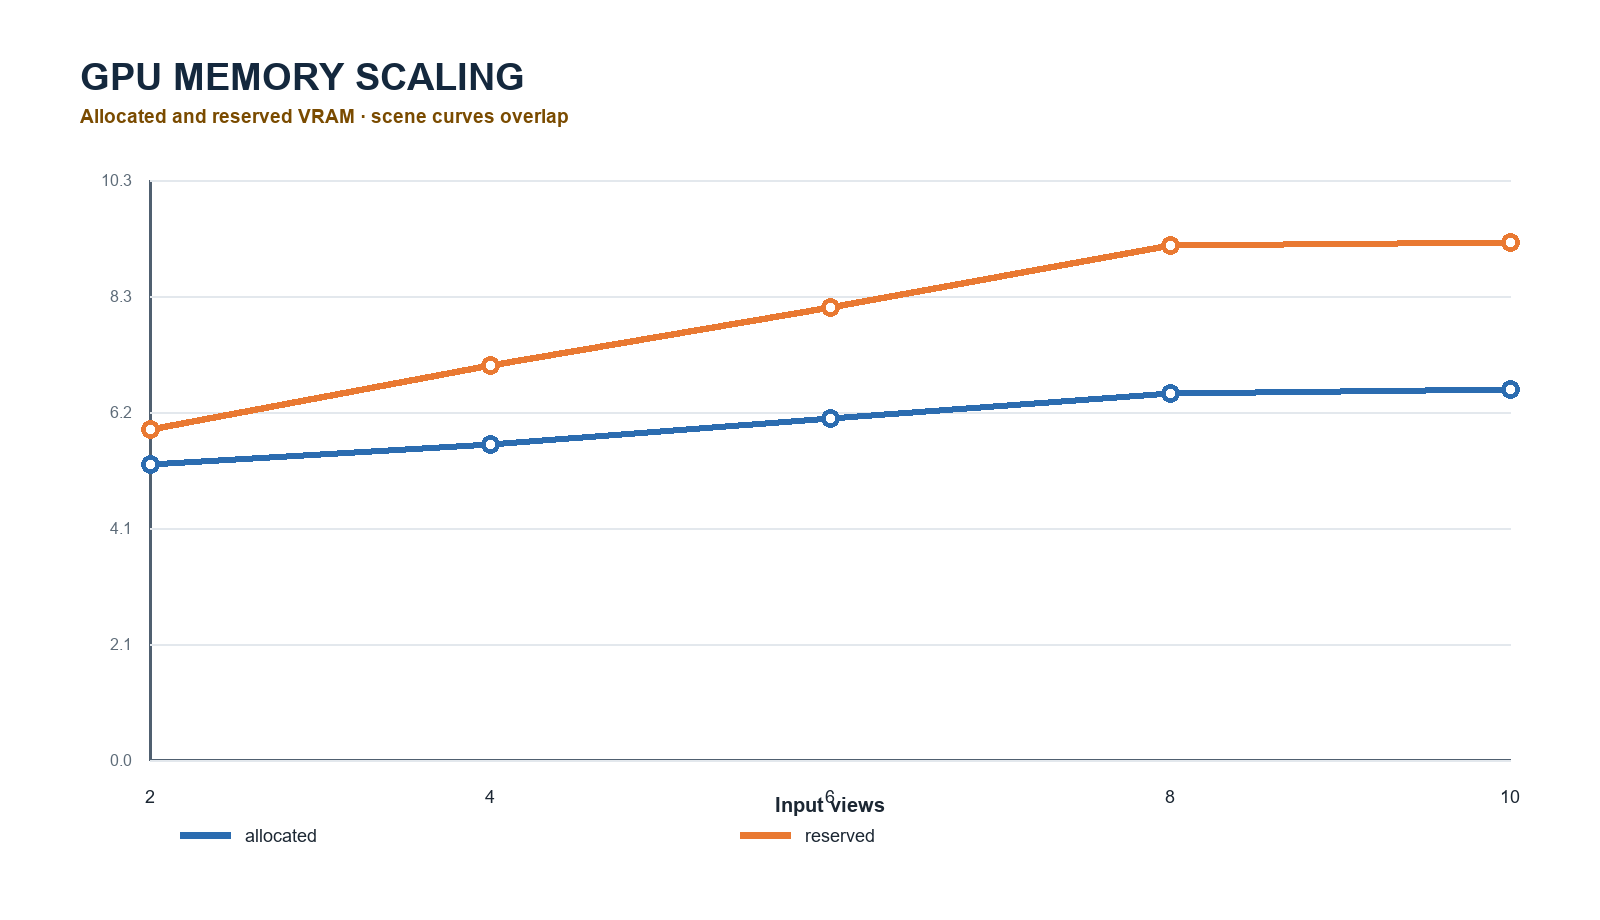 GPU MEMORY SCALING
Allocated and reserved VRAM · scene curves overlap
10.3
8.3
6.2
4.1
2.1
0.0
2 4 6 8 10
Input views
allocated reserved